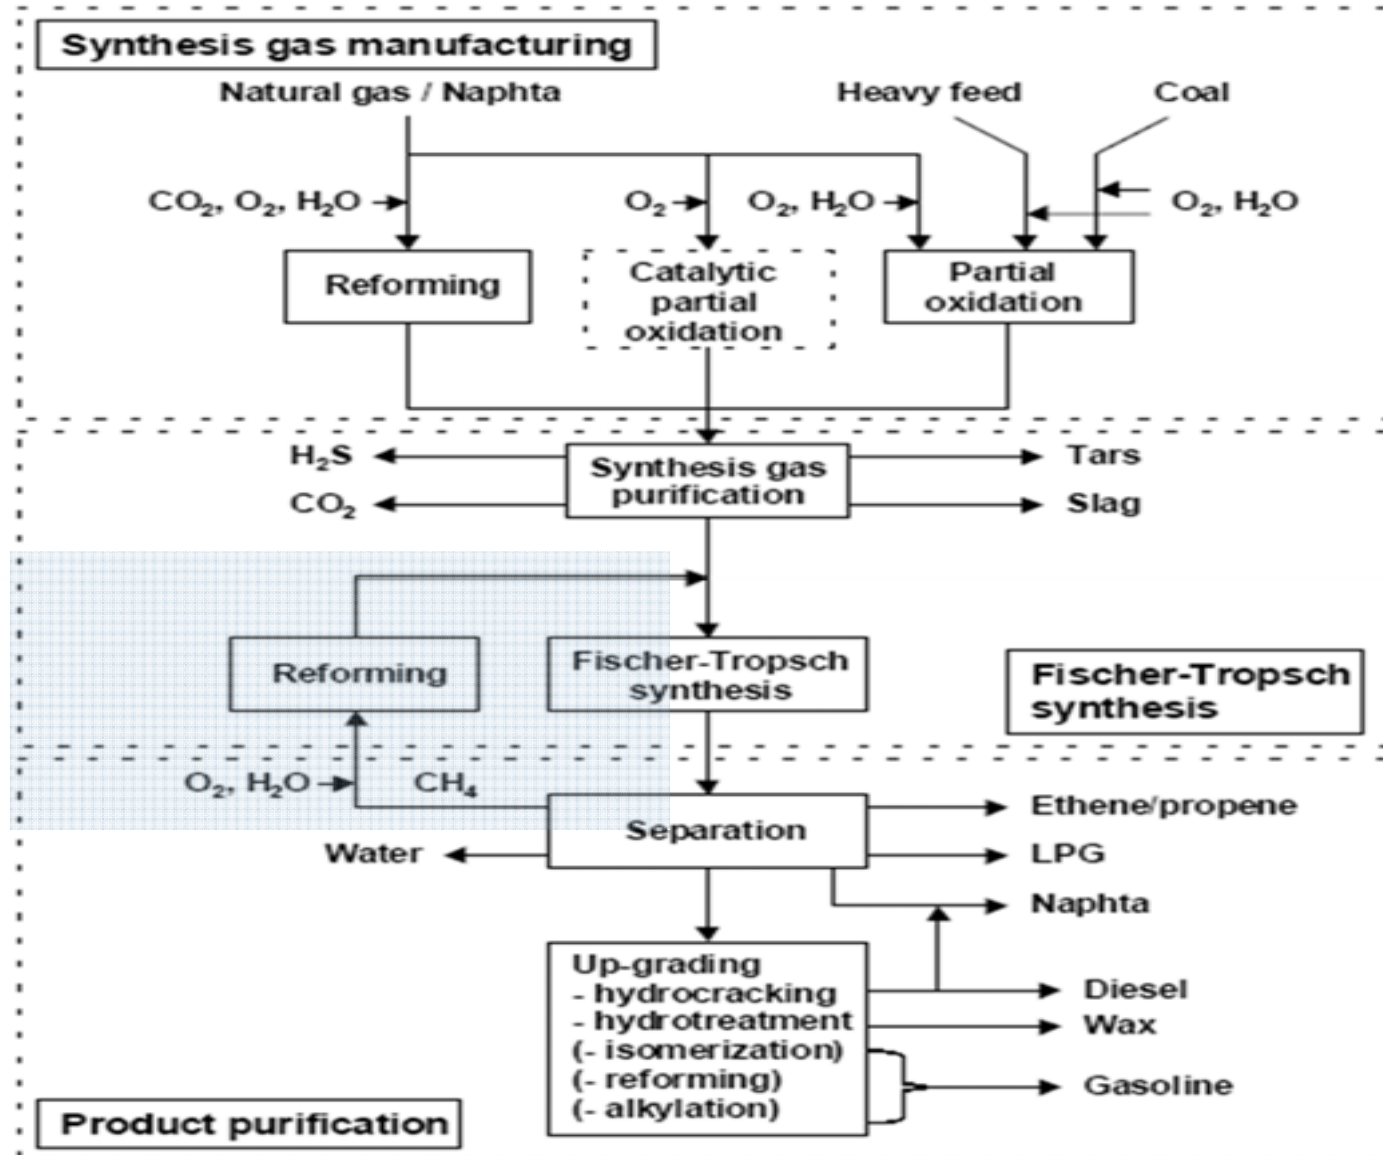 Synthesis gas manufacturing
Natural gas / Naphta
Heavy feed
Coal
CO₂, O₂, H₂O
O₂
O₂, H₂O
O₂, H₂O
Reforming
Catalytic
partial
oxidation
Partial
oxidation
H₂S
CO₂
Synthesis gas
purification
Tars
Slag
Reforming
Fischer-Tropsch
synthesis
Fischer-Tropsch
synthesis
O₂, H₂O
CH₄
Separation
Water
Ethene/propene
LPG
Naphta
Up-grading
- hydrocracking
- hydrotreatment
(- isomerization)
(- reforming)
(- alkylation)
Diesel
Wax
Gasoline
Product purification